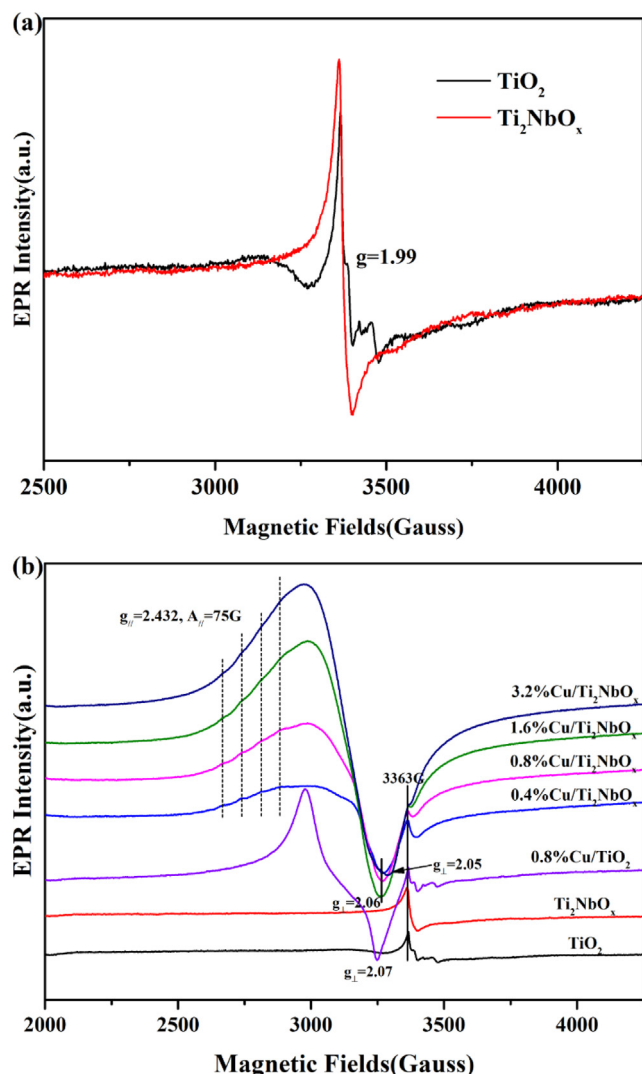 (a)
TiO₂
Ti₂NbOₓ
g=1.99
EPR Intensity(a.u.)
2500 3000 3500 4000
Magnetic Fields(Gauss)
(b)
g//=2.432, A//=75G
3.2%Cu/Ti₂NbOₓ
1.6%Cu/Ti₂NbOₓ
3363G
0.8%Cu/Ti₂NbOₓ
0.4%Cu/Ti₂NbOₓ
g⊥=2.05
0.8%Cu/TiO₂
g⊥=2.06
Ti₂NbOₓ
TiO₂
g⊥=2.07
EPR Intensity(a.u.)
2000 2500 3000 3500 4000
Magnetic Fields(Gauss)